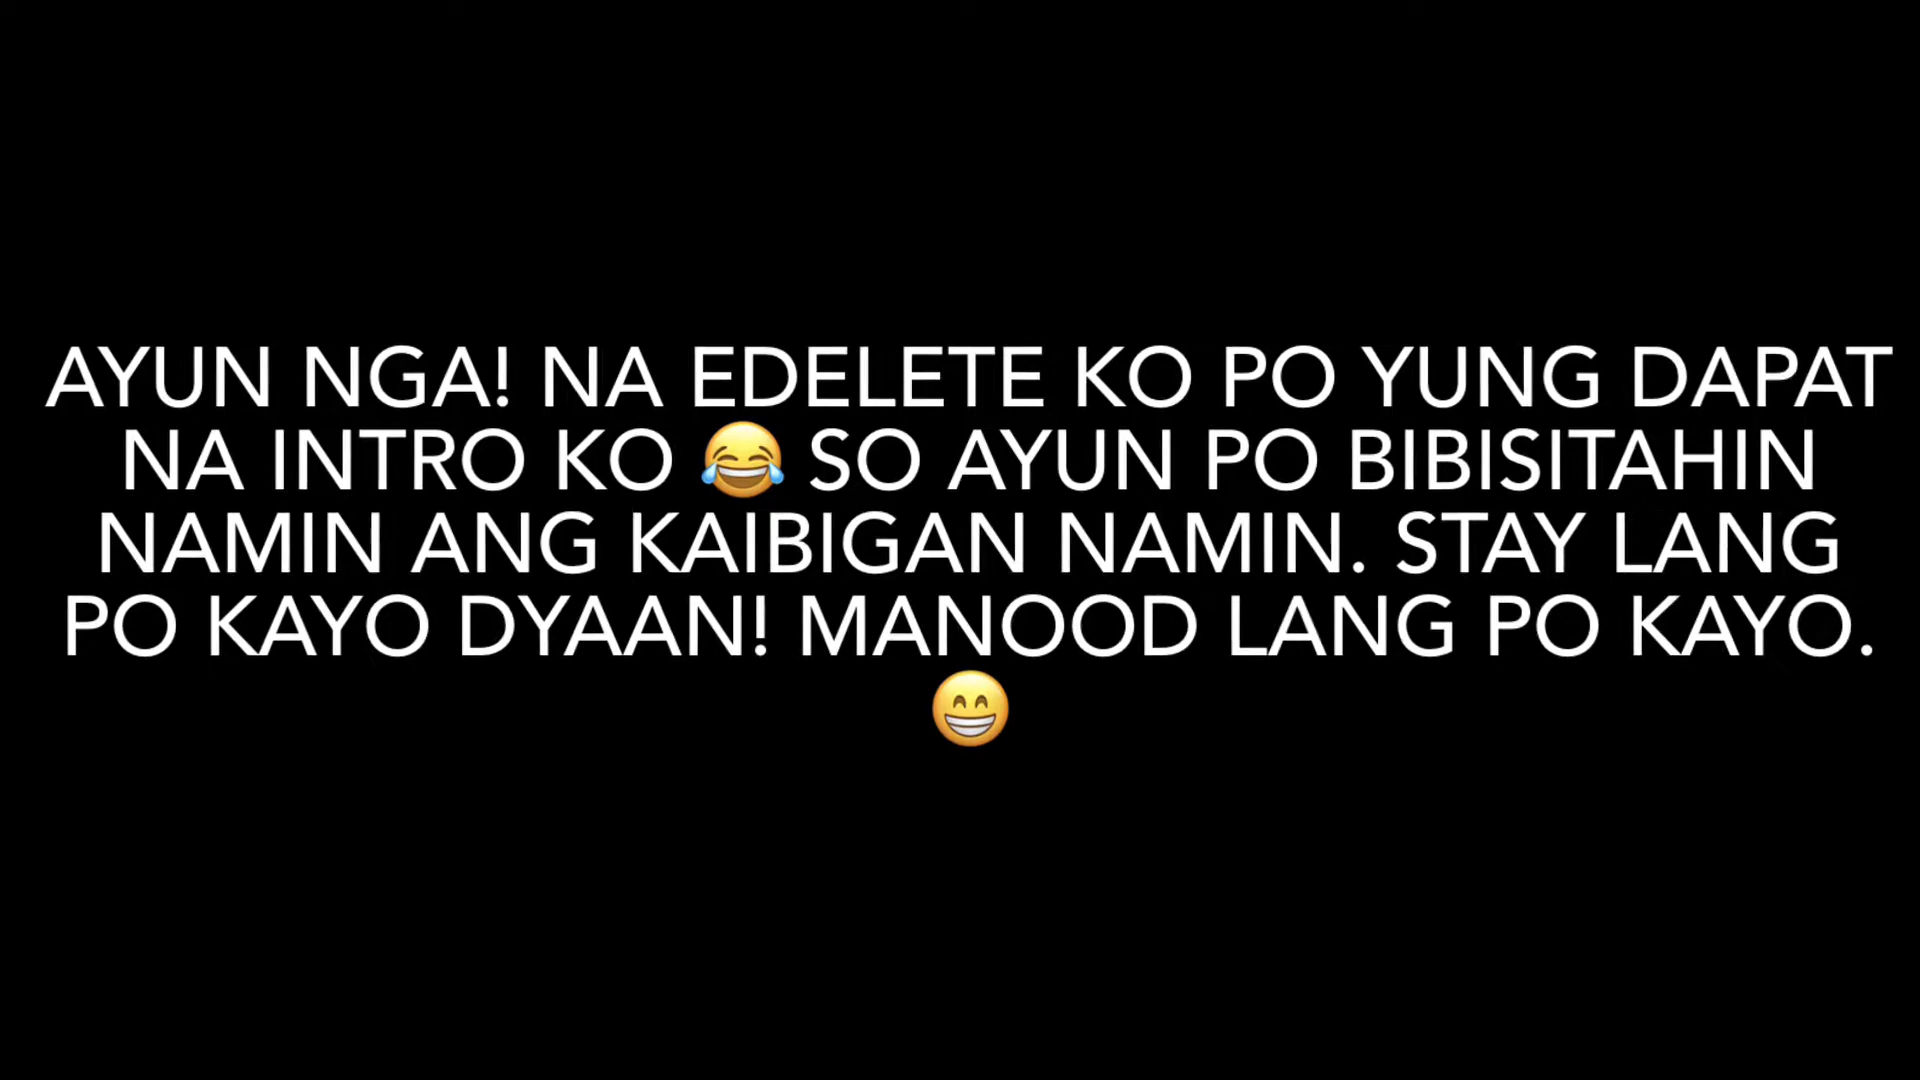 AYUN NGA! NA EDELETE KO PO YUNG DAPAT
NA INTRO KO 😂 SO AYUN PO BIBISITAHIN
NAMIN ANG KAIBIGAN NAMIN. STAY LANG
PO KAYO DYAAN! MANOOD LANG PO KAYO.
😁